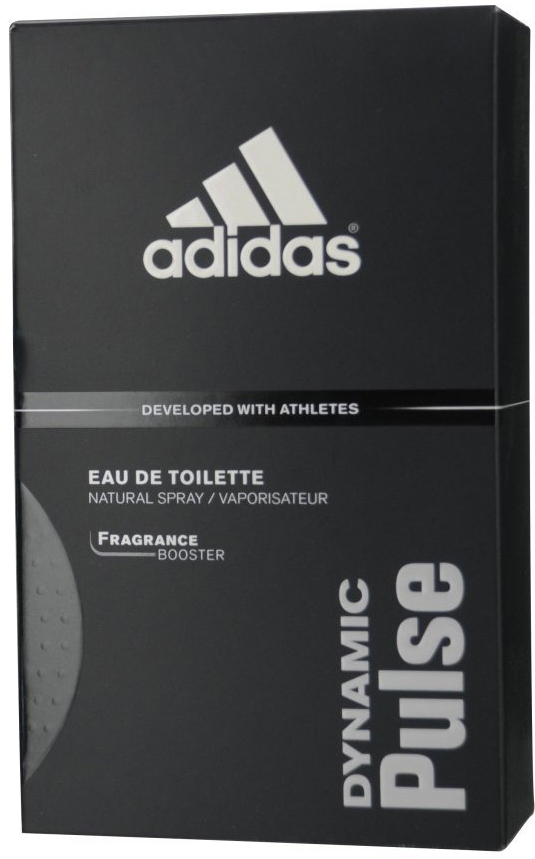 adidas®
DEVELOPED WITH ATHLETES
EAU DE TOILETTE
NATURAL SPRAY / VAPORISATEUR
FRAGRANCE
BOOSTER
DYNAMIC
Pulse